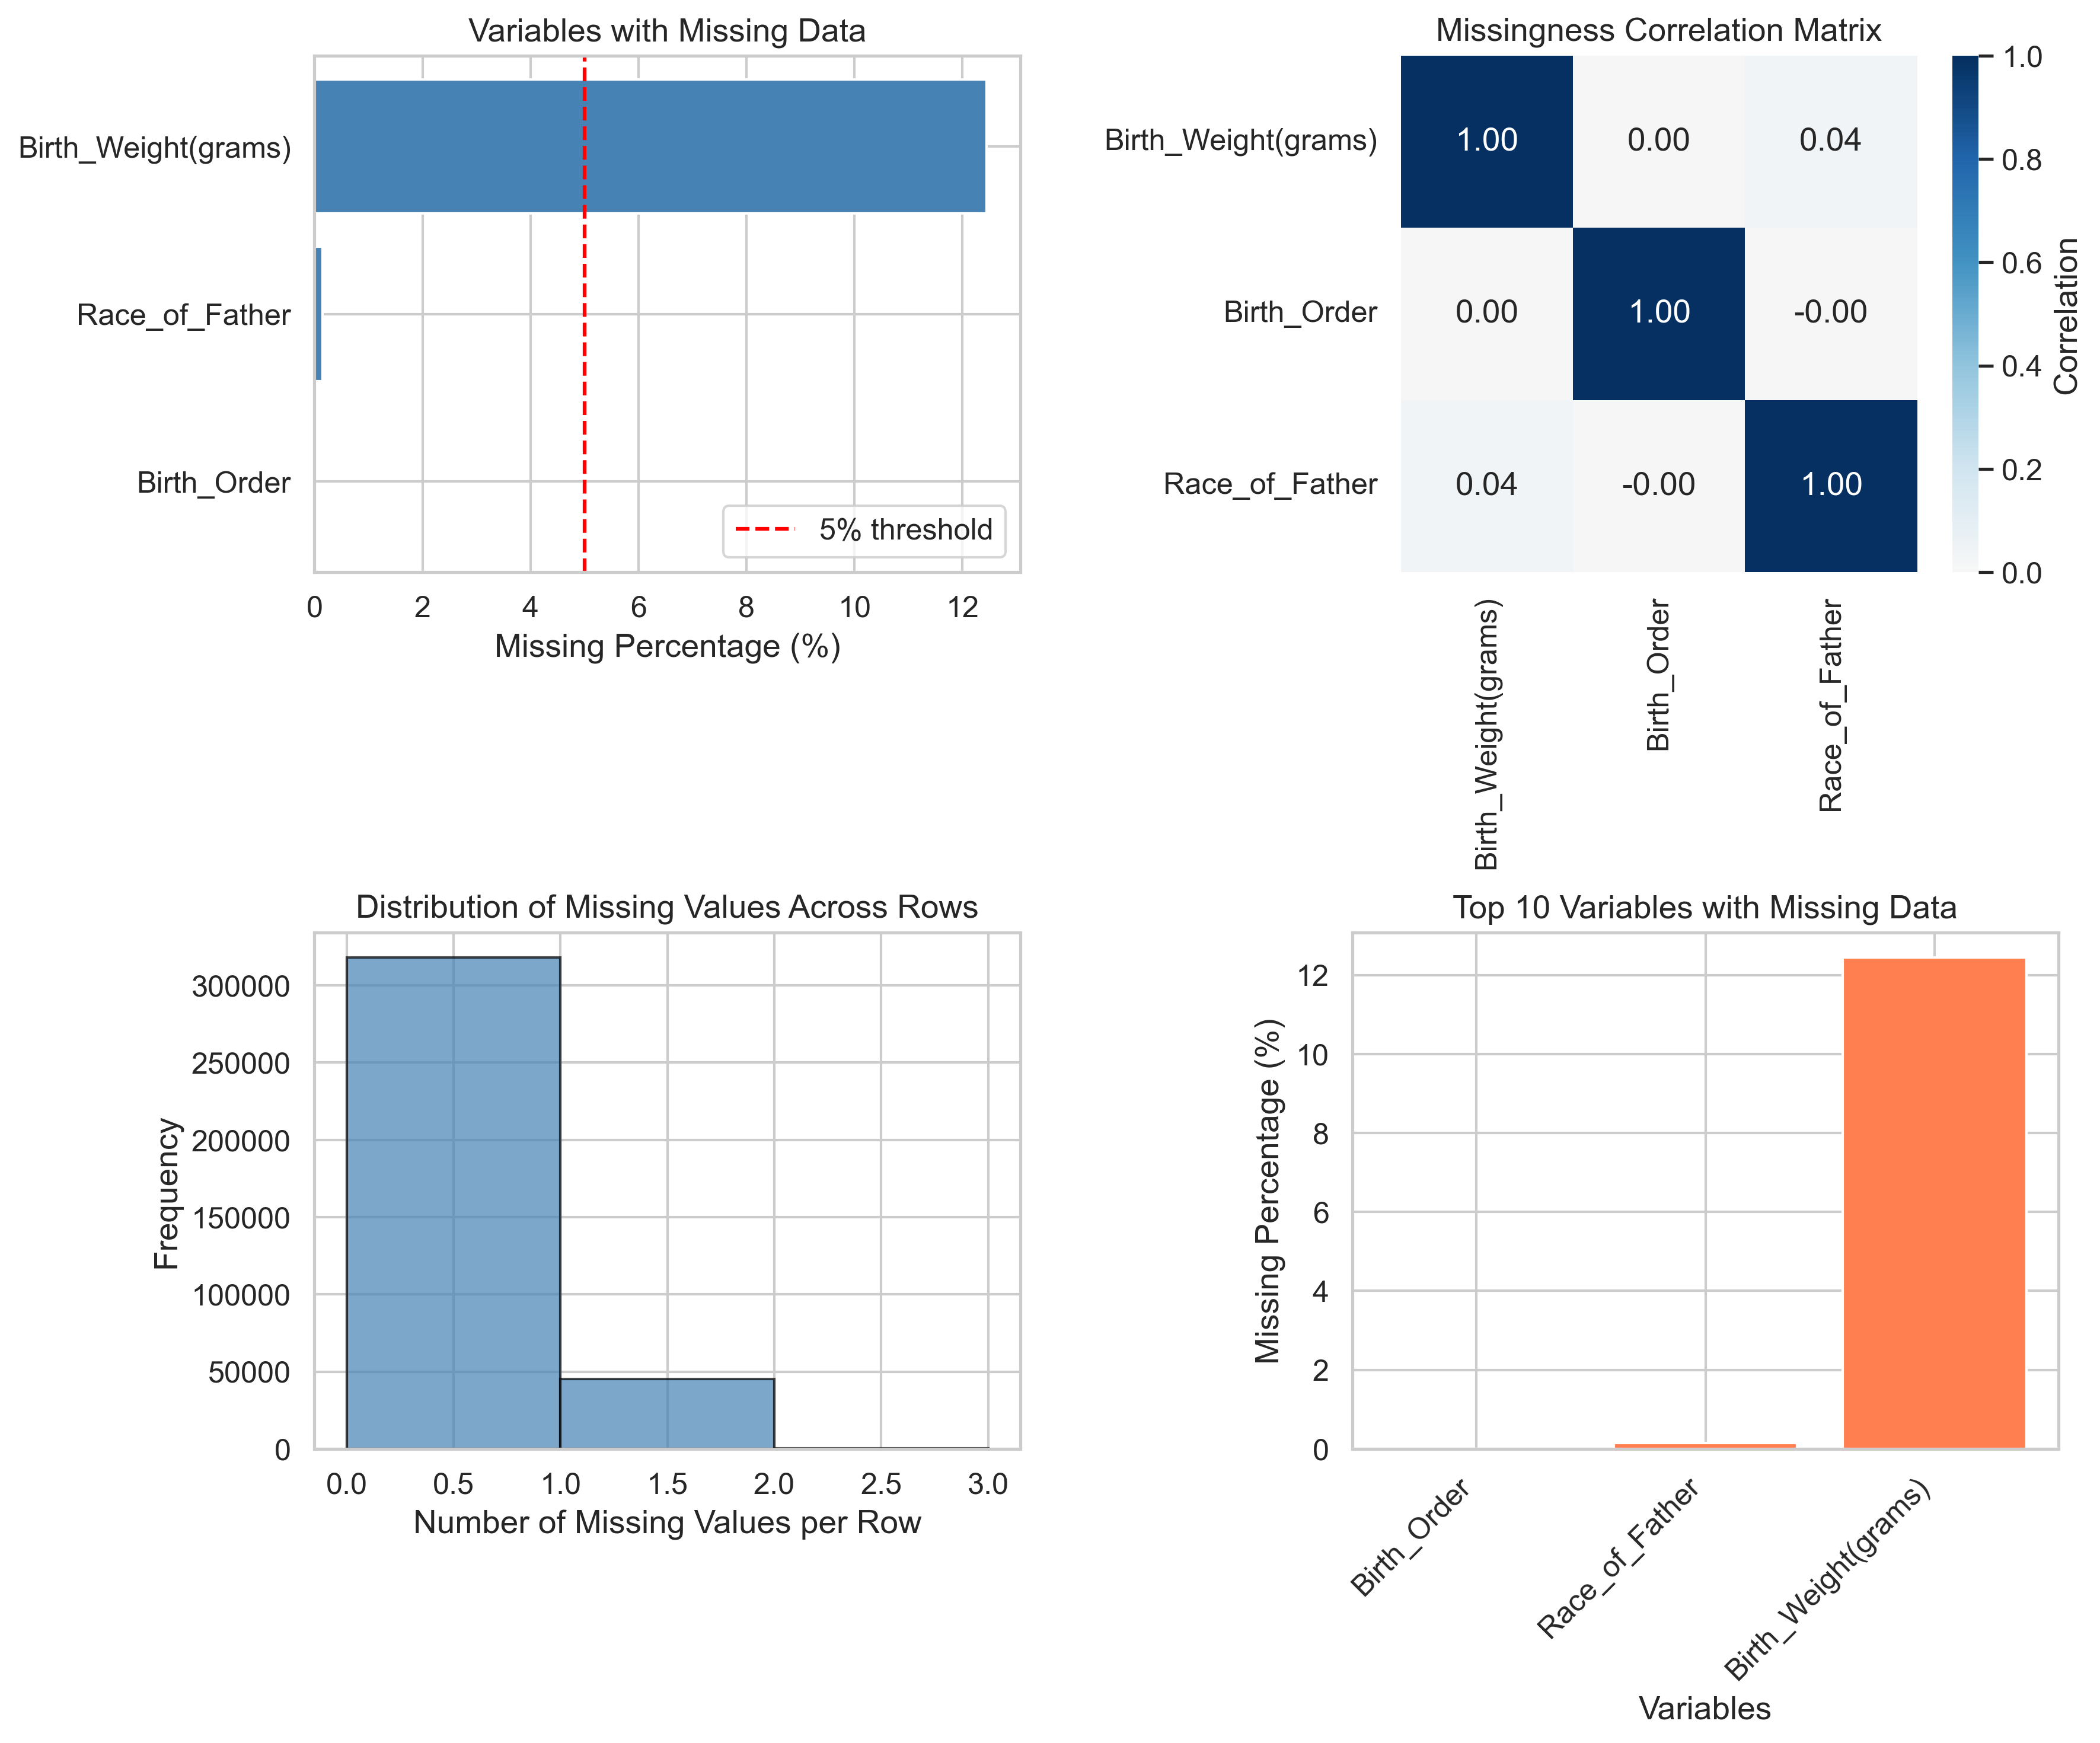 Variables with Missing Data
Birth_Weight(grams)
Race_of_Father
Birth_Order
5% threshold
0 2 4 6 8 10 12
Missing Percentage (%)
Missingness Correlation Matrix
Birth_Weight(grams) 1.00 0.00 0.04
Birth_Order 0.00 1.00 -0.00
Race_of_Father 0.04 -0.00 1.00
Birth_Weight(grams)
Birth_Order
Race_of_Father
1.0
0.8
0.6
0.4
0.2
0.0
Correlation
Distribution of Missing Values Across Rows
Frequency
300000
250000
200000
150000
100000
50000
0
0.0 0.5 1.0 1.5 2.0 2.5 3.0
Number of Missing Values per Row
Top 10 Variables with Missing Data
Missing Percentage (%)
12
10
8
6
4
2
0
Birth_Order
Race_of_Father
Birth_Weight(grams)
Variables